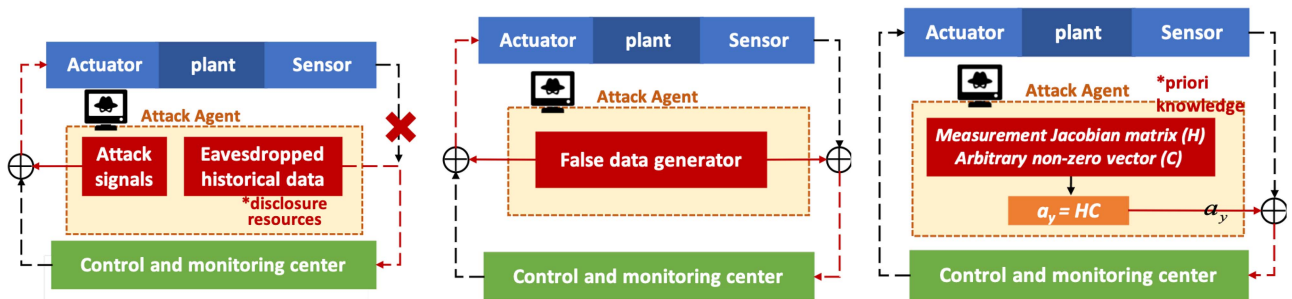 Actuator plant Sensor
Attack Agent
Attack
signals
Eavesdropped
historical data
*disclosure
resources
Control and monitoring center
Actuator plant Sensor
Attack Agent
False data generator
Control and monitoring center
Actuator plant Sensor
*priori
knowledge
Attack Agent
Measurement Jacobian matrix (H)
Arbitrary non-zero vector (C)
a_y = HC
a_y
Control and monitoring center